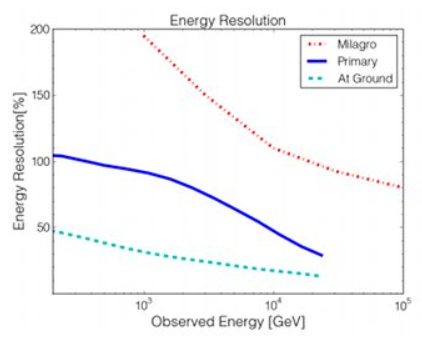 Energy Resolution
200
150
100
50
Energy Resolution[%]
Milagro
Primary
At Ground
10³
10⁴
10⁵
Observed Energy [GeV]